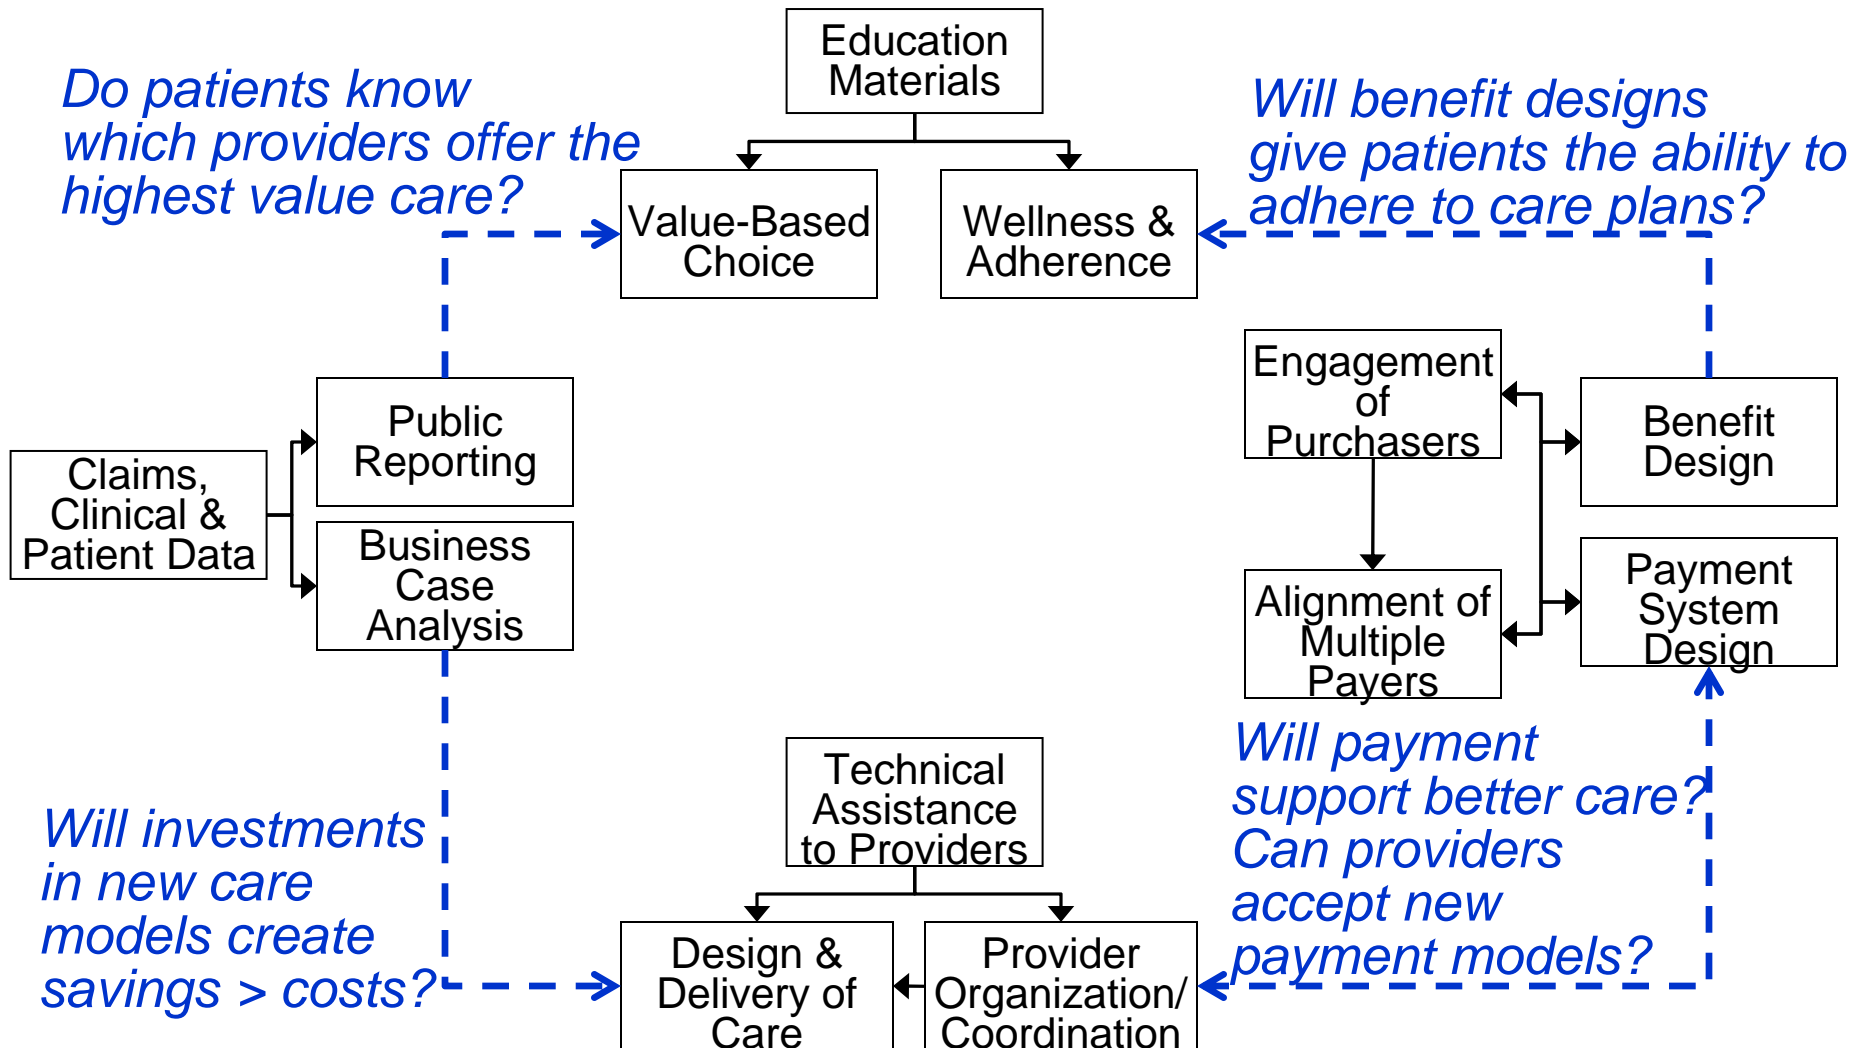 Education
Materials
Do patients know
which providers offer the
highest value care?
Will benefit designs
give patients the ability to
adhere to care plans?
Value-Based
Choice
Wellness &
Adherence
Engagement
of
Purchasers
Public
Reporting
Benefit
Design
Claims,
Clinical &
Patient Data
Business
Case
Analysis
Alignment of
Multiple
Payers
Payment
System
Design
Will payment
support better care?
Can providers
accept new
payment models?
Technical
Assistance
to Providers
Will investments
in new care
models create
savings > costs?
Design &
Delivery of
Care
Provider
Organization/
Coordination